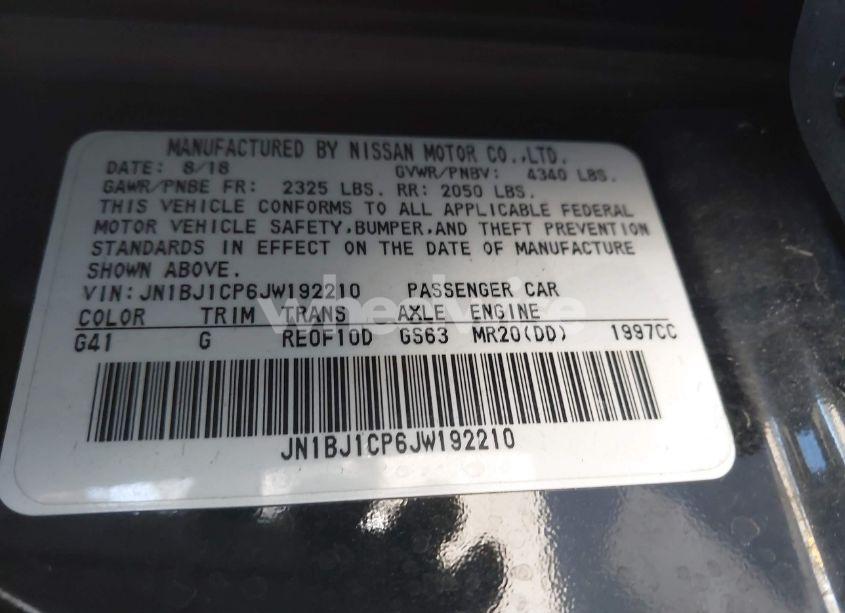 MANUFACTURED BY NISSAN MOTOR CO.,LTD.
DATE: 8/18 GVWR/PNBV: 4340 LBS.
GAWR/PNBE FR: 2325 LBS. RR: 2050 LBS.
THIS VEHICLE CONFORMS TO ALL APPLICABLE FEDERAL
MOTOR VEHICLE SAFETY,BUMPER,AND THEFT PREVENTION
STANDARDS IN EFFECT ON THE DATE OF MANUFACTURE
SHOWN ABOVE.
VIN:JN1BJ1CP6JW192210 PASSENGER CAR
COLOR TRIM TRANS AXLE ENGINE
G41 G RE0F10D GS63 MR20(DD) 1997CC
JN1BJ1CP6JW192210